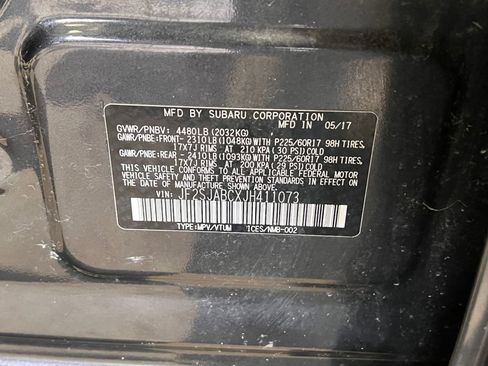 MFD BY SUBARU CORPORATION
MFD IN 05/17
GVWR/PNBV: 4480LB(2032KG)
GAWR/PNBE:FRONT- 2310LB(1048KG)WITH P225/60R17 98H TIRES,
17X7J RIMS, AT 210 KPA( 30 PSI)COLD
GAWR/PNBE:REAR - 2410LB(1093KG)WITH P225/60R17 98H TIRES,
17X7J RIMS, AT 200 KPA( 29 PSI)COLD
THIS VEHICLE CONFORMS TO ALL APPLICABLE FEDERAL MOTOR
VEHICLE SAFETY AND THEFT PREVENTION STANDARDS IN EFFECT
ON THE DATE OF MANUFACTURE SHOWN ABOVE.
VIN: JF2SJABCXJH411073
TYPE:MPV/VTUM ICES/NMB-002